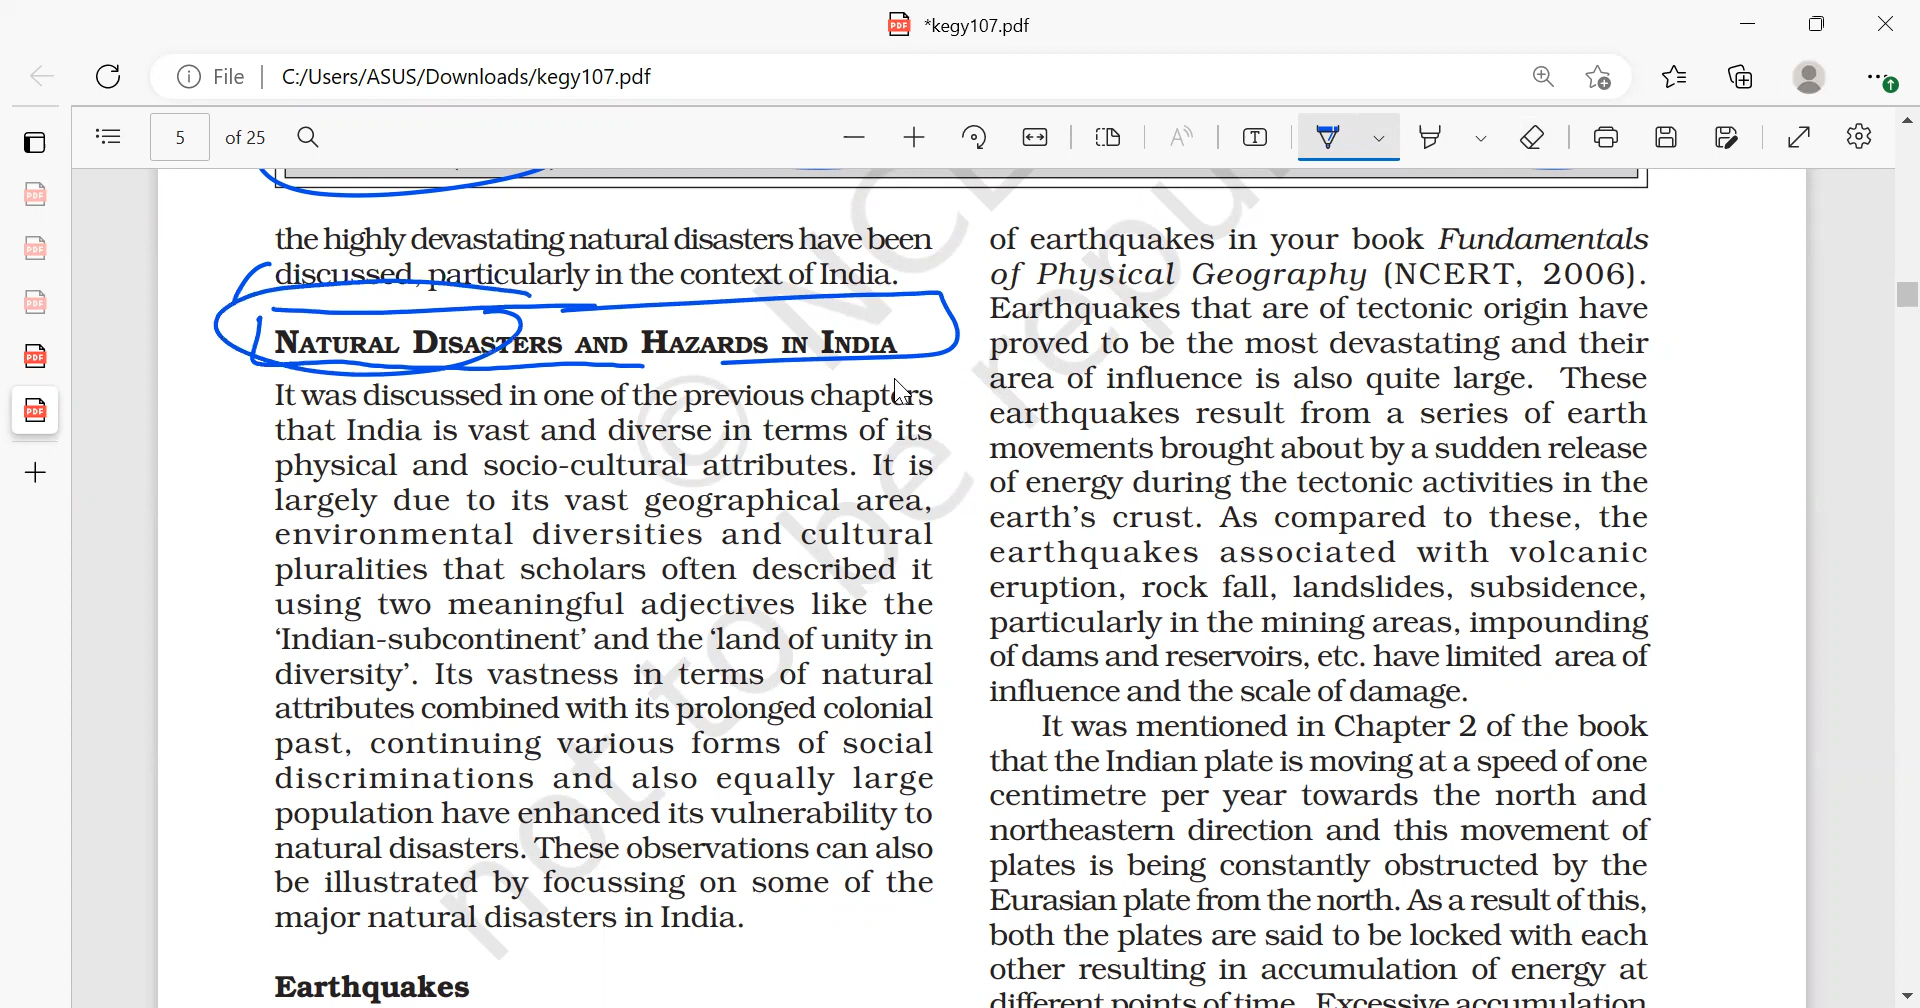 *kegy107.pdf
File
C:/Users/ASUS/Downloads/kegy107.pdf
5 of 25
the highly devastating natural disasters have been
discussed, particularly in the context of India.
NATURAL DISASTERS AND HAZARDS IN INDIA
It was discussed in one of the previous chapters
that India is vast and diverse in terms of its
physical and socio-cultural attributes. It is
largely due to its vast geographical area,
environmental diversities and cultural
pluralities that scholars often described it
using two meaningful adjectives like the
‘Indian-subcontinent’ and the ‘land of unity in
diversity’. Its vastness in terms of natural
attributes combined with its prolonged colonial
past, continuing various forms of social
discriminations and also equally large
population have enhanced its vulnerability to
natural disasters. These observations can also
be illustrated by focussing on some of the
major natural disasters in India.
Earthquakes
of earthquakes in your book Fundamentals
of Physical Geography (NCERT, 2006).
Earthquakes that are of tectonic origin have
proved to be the most devastating and their
area of influence is also quite large. These
earthquakes result from a series of earth
movements brought about by a sudden release
of energy during the tectonic activities in the
earth’s crust. As compared to these, the
earthquakes associated with volcanic
eruption, rock fall, landslides, subsidence,
particularly in the mining areas, impounding
of dams and reservoirs, etc. have limited area of
influence and the scale of damage.
It was mentioned in Chapter 2 of the book
that the Indian plate is moving at a speed of one
centimetre per year towards the north and
northeastern direction and this movement of
plates is being constantly obstructed by the
Eurasian plate from the north. As a result of this,
both the plates are said to be locked with each
other resulting in accumulation of energy at
different points of time. Excessive accumulation
© NCE
not to be repu